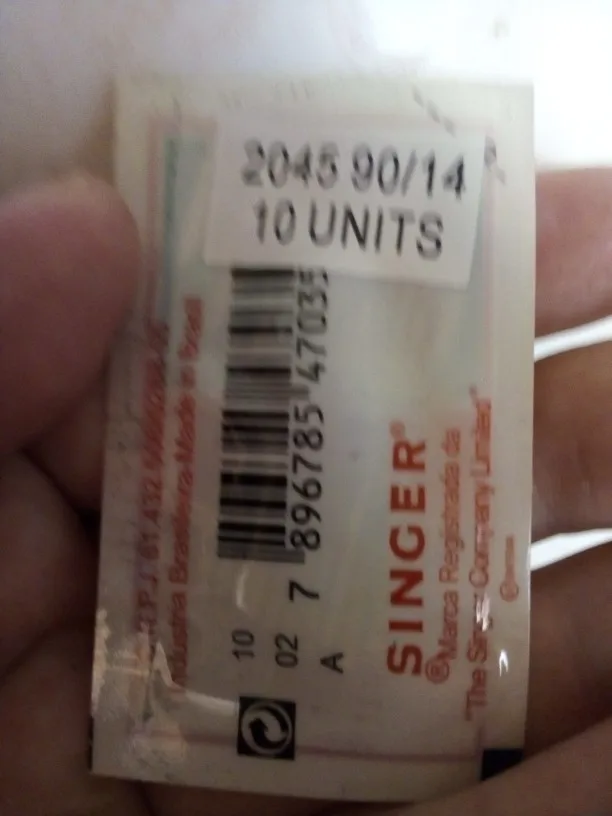 2045 90/14
10 UNITS
7 896785 47035
SINGER®
®Marca Registrada da
"The Singer Company Limited"
Indústria Brasileira-Made in Brasil
10
02
A